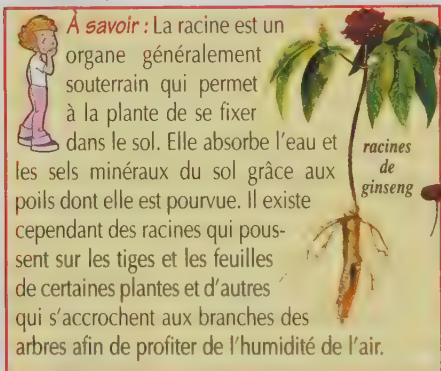 À savoir : La racine est un
organe généralement
souterrain qui permet
à la plante de se fixer
dans le sol. Elle absorbe l'eau et
les sels minéraux du sol grâce aux
poils dont elle est pourvue. Il existe
cependant des racines qui pous-
sent sur les tiges et les feuilles
de certaines plantes et d'autres
qui s'accrochent aux branches des
arbres afin de profiter de l'humidité de l'air.
racines
de
ginseng